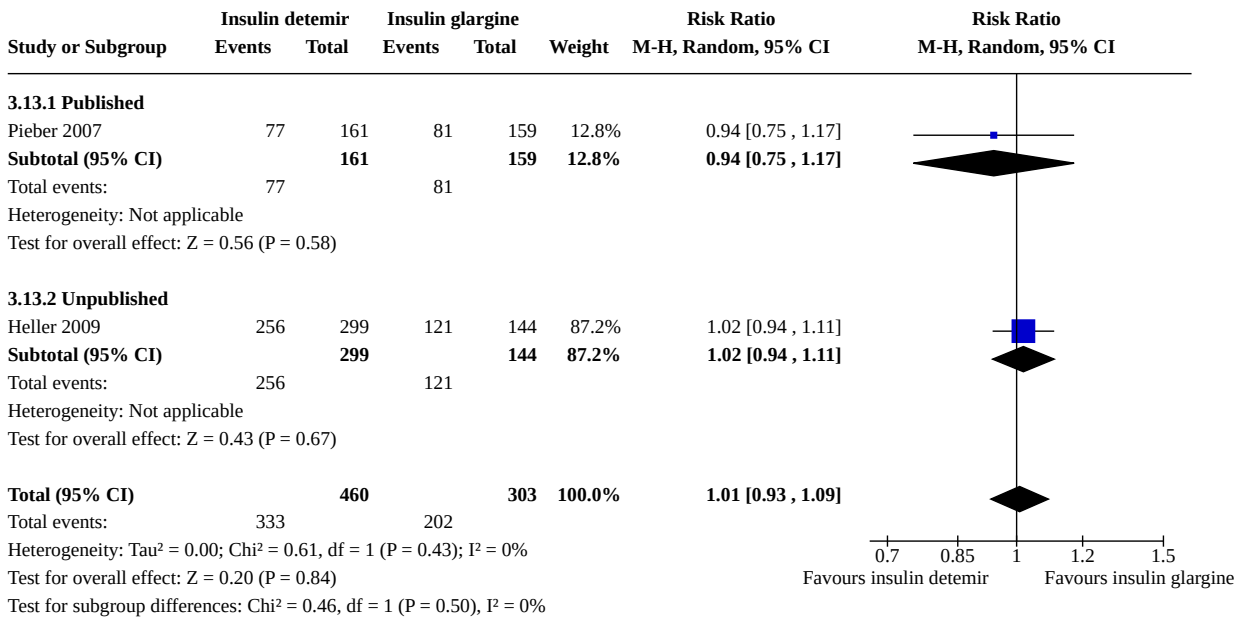 Insulin detemir Insulin glargine Risk Ratio Risk Ratio
Study or Subgroup Events Total Events Total Weight M-H, Random, 95% CI M-H, Random, 95% CI
3.13.1 Published
Pieber 2007 77 161 81 159 12.8% 0.94 [0.75 , 1.17]
Subtotal (95% CI) 161 159 12.8% 0.94 [0.75 , 1.17]
Total events: 77 81
Heterogeneity: Not applicable
Test for overall effect: Z = 0.56 (P = 0.58)
3.13.2 Unpublished
Heller 2009 256 299 121 144 87.2% 1.02 [0.94 , 1.11]
Subtotal (95% CI) 299 144 87.2% 1.02 [0.94 , 1.11]
Total events: 256 121
Heterogeneity: Not applicable
Test for overall effect: Z = 0.43 (P = 0.67)
Total (95% CI) 460 303 100.0% 1.01 [0.93 , 1.09]
Total events: 333 202
Heterogeneity: Tau² = 0.00; Chi² = 0.61, df = 1 (P = 0.43); I² = 0%
0.7 0.85 1 1.2 1.5
Test for overall effect: Z = 0.20 (P = 0.84) Favours insulin detemir Favours insulin glargine
Test for subgroup differences: Chi² = 0.46, df = 1 (P = 0.50), I² = 0%